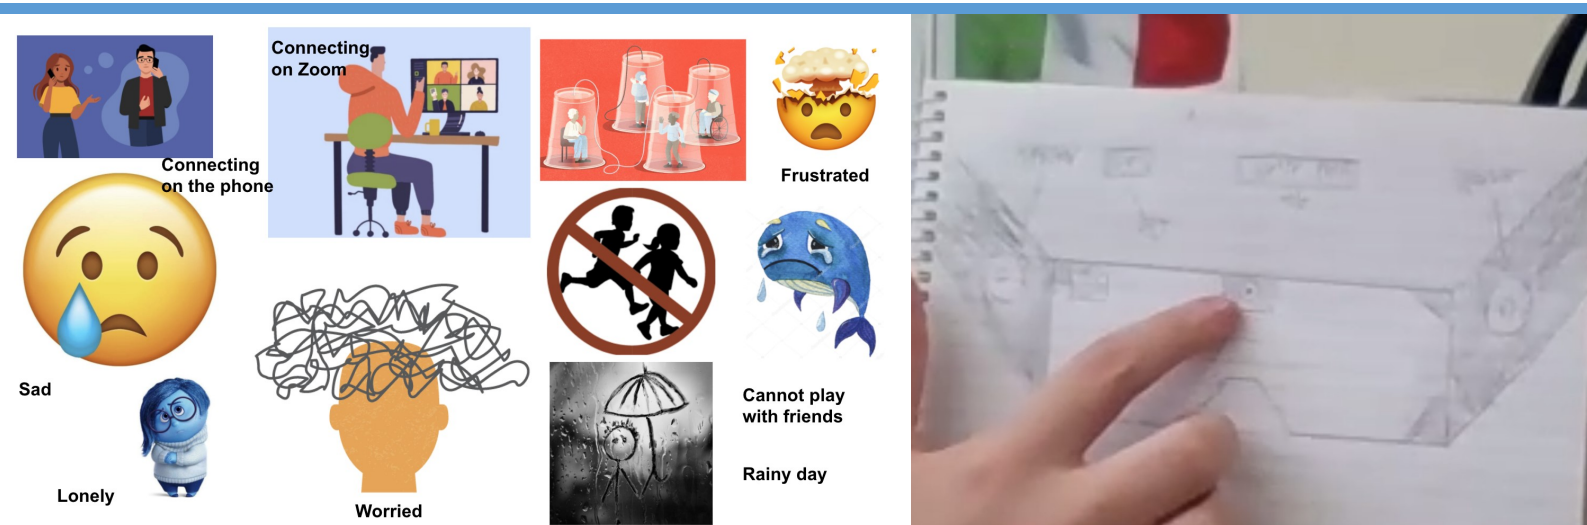 Connecting
on Zoom
Connecting
on the phone
Frustrated
Sad
Cannot play
with friends
Rainy day
Lonely
Worried